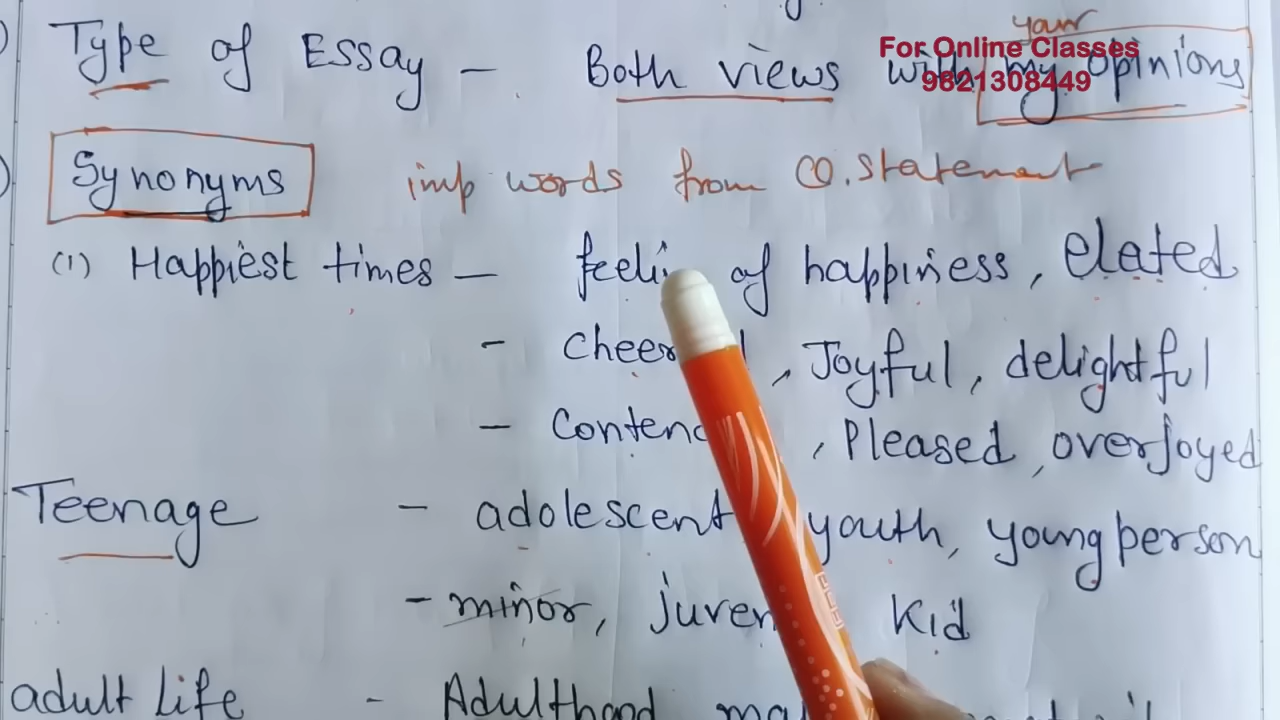 your
For Online Classes
9821308449
Type of Essay – Both views with my opinions
Synonyms imp words from Q. Statement
(1) Happiest times – feelin of happiness, elated
- Cheer , Joyful, delightful
- Conten , Pleased, overjoyed
Teenage - adolescent youth, young person
- minor, juven Kid
adult Life - Adulthood